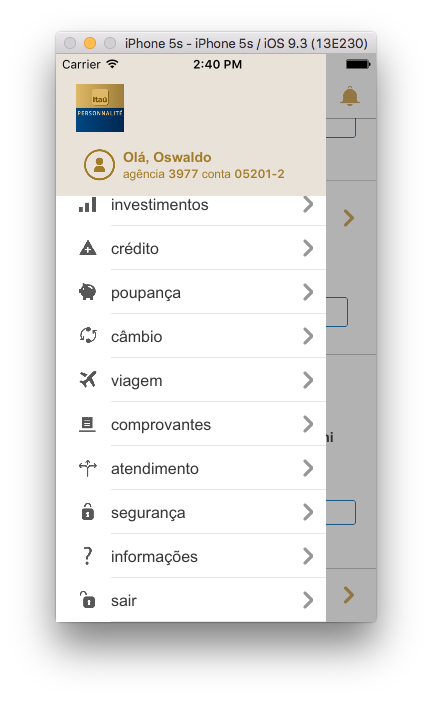 iPhone 5s - iPhone 5s / iOS 9.3 (13E230)
Carrier 2:40 PM
Itaú
PERSONNALITÉ
Olá, Oswaldo
agência 3977 conta 05201-2
investimentos
crédito
poupança
câmbio
viagem
comprovantes
ni
atendimento
segurança
informações
sair